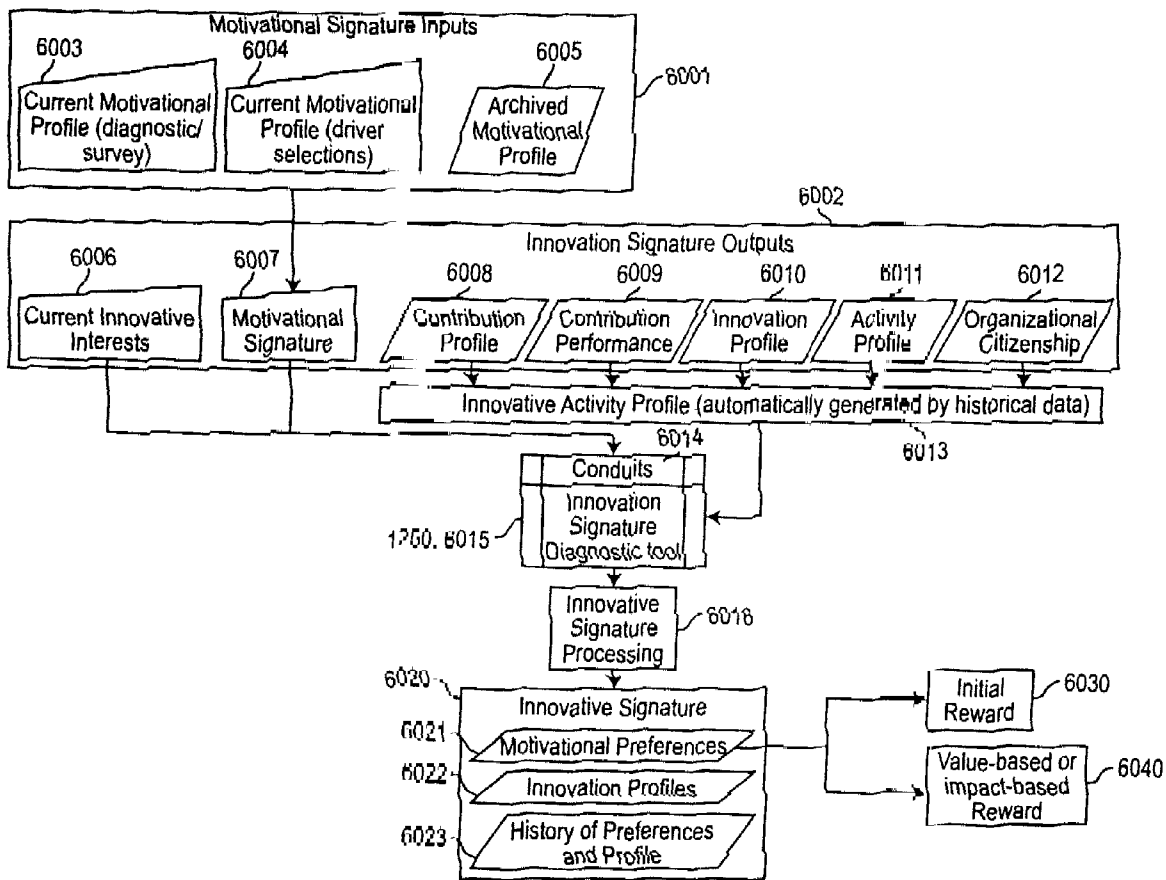 Motivational Signature Inputs
6003
6004
6005
6001
Current Motivational
Profile (diagnostic/
survey)
Current Motivational
Profile (driver
selections)
Archived
Motivational
Profile
6002
Innovation Signature Outputs
6006
6007
6008
6009
6010
6011
6012
Current Innovative
Interests
Motivational
Signature
Contribution
Profile
Contribution
Performance
Innovation
Profile
Activity
Profile
Organizational
Citizenship
Innovative Activity Profile (automatically generated by historical data)
6013
6014
Conduits
Innovation
Signature
Diagnostic tool
6015
Innovative
Signature
Processing
6016
6020
Innovative Signature
6021
Motivational Preferences
6022
Innovation Profiles
6023
History of Preferences
and Profile
Initial
Reward
6030
Value-based or
impact-based
Reward
6040